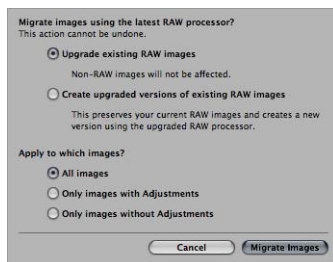 Migrate images using the latest RAW processor?
This action cannot be undone.
Upgrade existing RAW images
Non-RAW images will not be affected.
Create upgraded versions of existing RAW images
This preserves your current RAW images and creates a new
version using the upgraded RAW processor.
Apply to which images?
All images
Only images with Adjustments
Only images without Adjustments
Cancel
Migrate Images